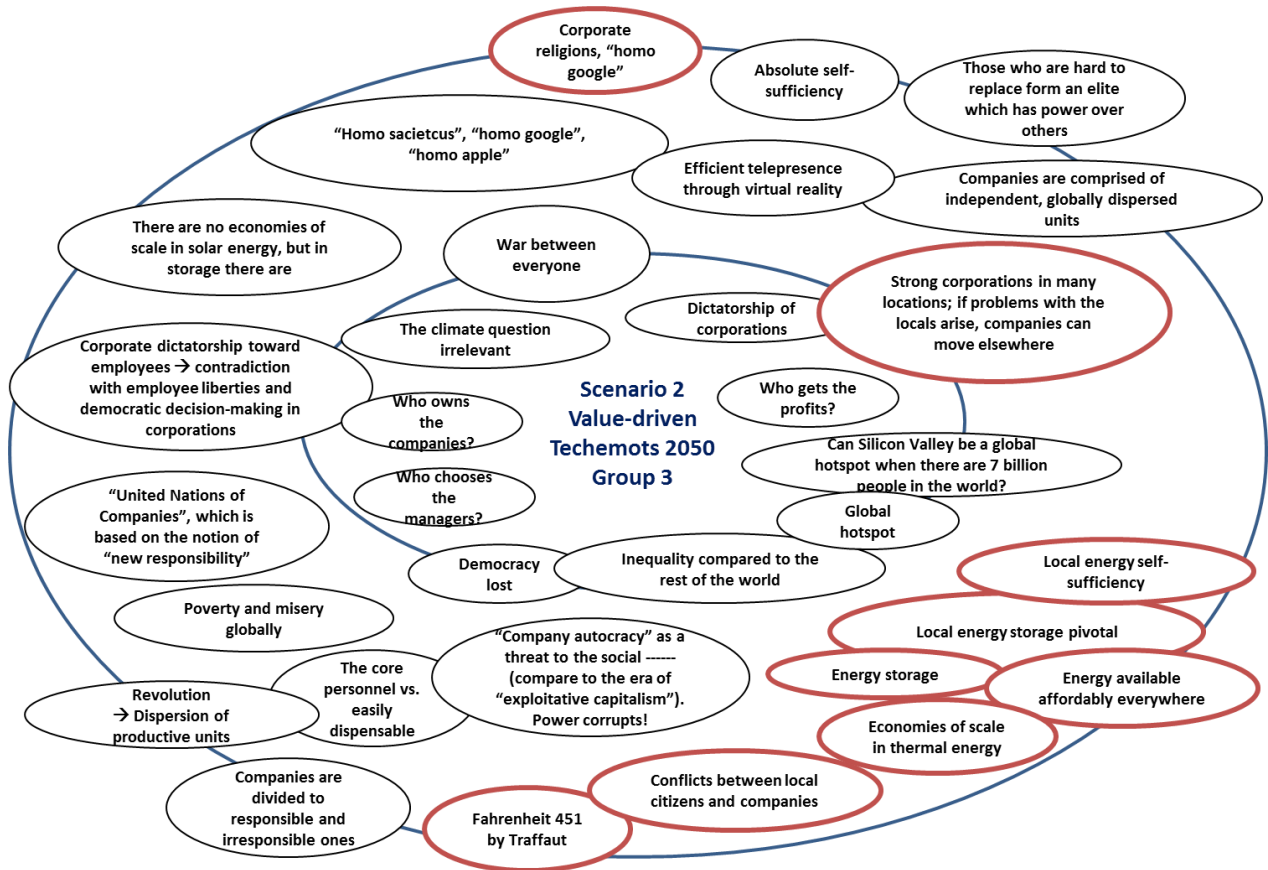 Corporate
religions, “homo
google”
Absolute self-
sufficiency
Those who are hard to
replace form an elite
which has power over
others
“Homo sacietcus”, “homo google”,
“homo apple”
Efficient telepresence
through virtual reality
Companies are comprised of
independent, globally dispersed
units
There are no economies of
scale in solar energy, but in
storage there are
War between
everyone
Strong corporations in many
locations; if problems with the
locals arise, companies can
move elsewhere
Dictatorship of
corporations
The climate question
irrelevant
Corporate dictatorship toward
employees → contradiction
with employee liberties and
democratic decision-making in
corporations
Scenario 2
Value-driven
Techemots 2050
Group 3
Who gets the
profits?
Who owns
the
companies?
Can Silicon Valley be a global
hotspot when there are 7 billion
people in the world?
Who chooses
the
managers?
Global
hotspot
“United Nations of
Companies”, which is
based on the notion of
“new responsibility”
Democracy
lost
Inequality compared to the
rest of the world
Local energy self-
sufficiency
Poverty and misery
globally
Local energy storage pivotal
“Company autocracy” as a
threat to the social ------
(compare to the era of
“exploitative capitalism”).
Power corrupts!
Energy storage
Energy available
affordably everywhere
The core
personnel vs.
easily
dispensable
Revolution
→ Dispersion of
productive units
Economies of scale
in thermal energy
Conflicts between local
citizens and companies
Companies are
divided to
responsible and
irresponsible ones
Fahrenheit 451
by Traffaut